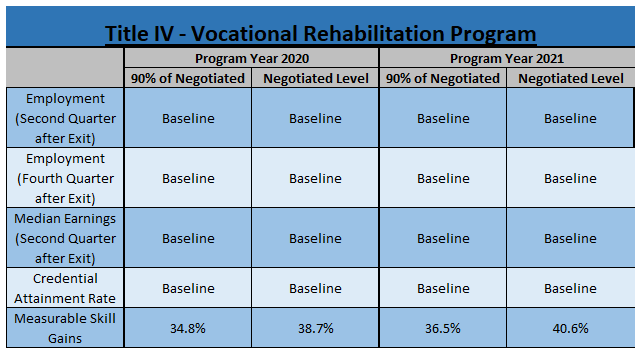 Title IV - Vocational Rehabilitation Program
Program Year 2020 Program Year 2021
90% of Negotiated Negotiated Level 90% of Negotiated Negotiated Level
Employment
(Second Quarter
after Exit)
Baseline Baseline Baseline Baseline
Employment
(Fourth Quarter
after Exit)
Baseline Baseline Baseline Baseline
Median Earnings
(Second Quarter
after Exit)
Baseline Baseline Baseline Baseline
Credential
Attainment Rate
Baseline Baseline Baseline Baseline
Measurable Skill
Gains
34.8% 38.7% 36.5% 40.6%